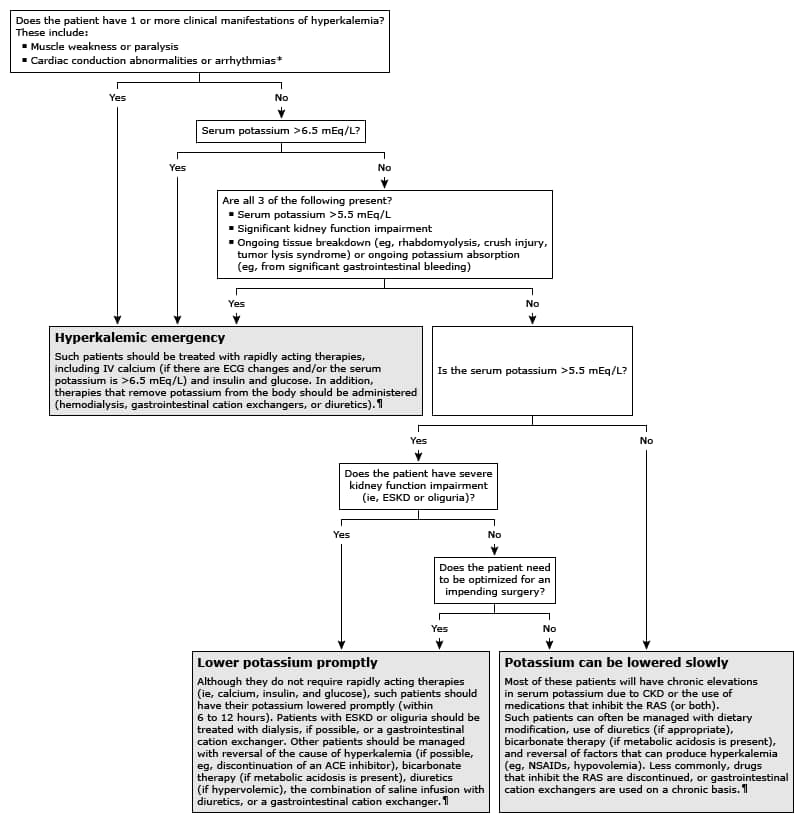 Does the patient have 1 or more clinical manifestations of hyperkalemia?
These include:
▪ Muscle weakness or paralysis
▪ Cardiac conduction abnormalities or arrhythmias*
Yes
No
Serum potassium >6.5 mEq/L?
Yes
No
Are all 3 of the following present?
▪ Serum potassium >5.5 mEq/L
▪ Significant kidney function impairment
▪ Ongoing tissue breakdown (eg, rhabdomyolysis, crush injury,
tumor lysis syndrome) or ongoing potassium absorption
(eg, from significant gastrointestinal bleeding)
Yes
No
Hyperkalemic emergency
Such patients should be treated with rapidly acting therapies,
including IV calcium (if there are ECG changes and/or the serum
potassium is >6.5 mEq/L) and insulin and glucose. In addition,
therapies that remove potassium from the body should be administered
(hemodialysis, gastrointestinal cation exchangers, or diuretics).¶
Is the serum potassium >5.5 mEq/L?
Yes
No
Does the patient have severe
kidney function impairment
(ie, ESKD or oliguria)?
Yes
No
Does the patient need
to be optimized for an
impending surgery?
Yes
No
Lower potassium promptly
Although they do not require rapidly acting therapies
(ie, calcium, insulin, and glucose), such patients should
have their potassium lowered promptly (within
6 to 12 hours). Patients with ESKD or oliguria should be
treated with dialysis, if possible, or a gastrointestinal
cation exchanger. Other patients should be managed
with reversal of the cause of hyperkalemia (if possible,
eg, discontinuation of an ACE inhibitor), bicarbonate
therapy (if metabolic acidosis is present), diuretics
(if hypervolemic), the combination of saline infusion with
diuretics, or a gastrointestinal cation exchanger.¶
Potassium can be lowered slowly
Most of these patients will have chronic elevations
in serum potassium due to CKD or the use of
medications that inhibit the RAS (or both).
Such patients can often be managed with dietary
modification, use of diuretics (if appropriate),
bicarbonate therapy (if metabolic acidosis is present),
and reversal of factors that can produce hyperkalemia
(eg, NSAIDs, hypovolemia). Less commonly, drugs
that inhibit the RAS are discontinued, or gastrointestinal
cation exchangers are used on a chronic basis.¶